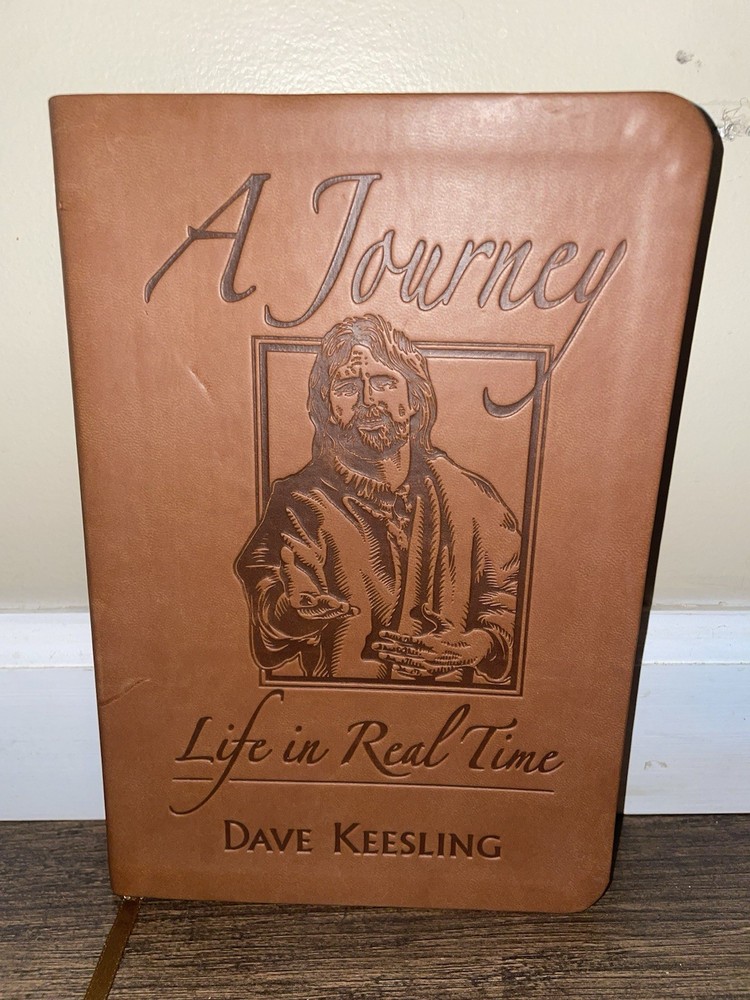 A Journey
Life in Real Time
DAVE KEESLING